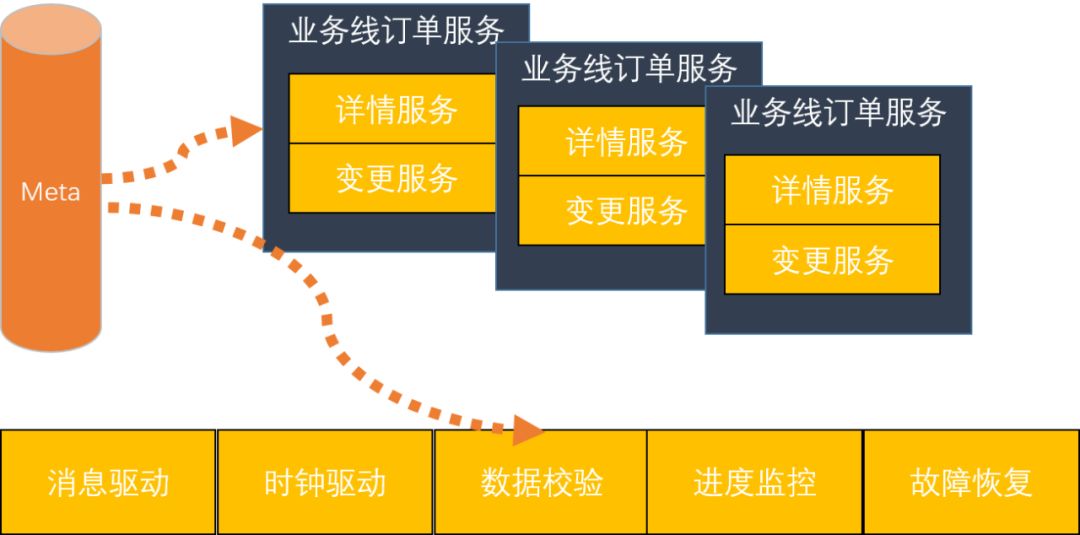 Meta
业务线订单服务
详情服务
变更服务
业务线订单服务
详情服务
变更服务
业务线订单服务
详情服务
变更服务
消息驱动
时钟驱动
数据校验
进度监控
故障恢复